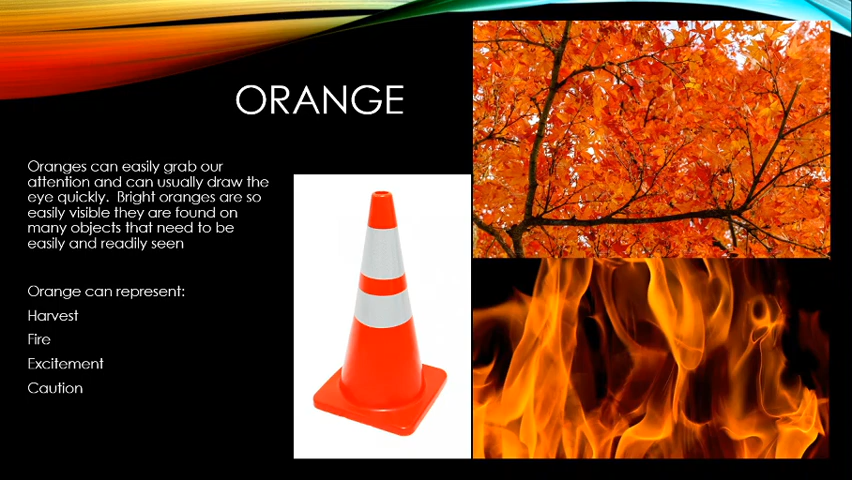 ORANGE
Oranges can easily grab our
attention and can usually draw the
eye quickly.  Bright oranges are so
easily visible they are found on
many objects that need to be
easily and readily seen
Orange can represent:
Harvest
Fire
Excitement
Caution